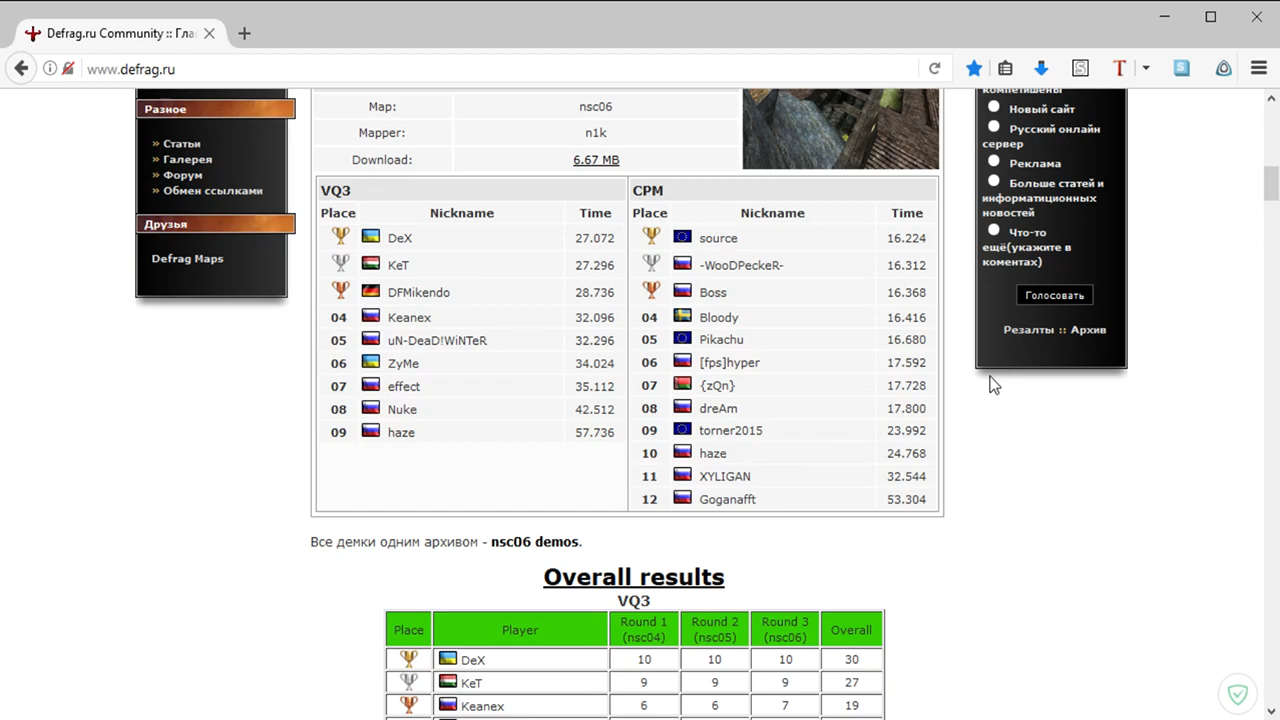 Defrag.ru Community :: Гла
www.defrag.ru
Разное
» Статьи
» Галерея
» Форум
» Обмен ссылками
Друзья
Defrag Maps
Map: nsc06
Mapper: n1k
Download: 6.67 MB
VQ3
Place Nickname Time
DeX 27.072
KeT 27.296
DFMikendo 28.736
04 Keanex 32.096
05 uN-DeaD!WiNTeR 32.296
06 ZyMe 34.024
07 effect 35.112
08 Nuke 42.512
09 haze 57.736
CPM
Place Nickname Time
source 16.224
-WooDPeckeR- 16.312
Boss 16.368
04 Bloody 16.416
05 Pikachu 16.680
06 [fps]hyper 17.592
07 {zQn} 17.728
08 dreAm 17.800
09 torner2015 23.992
10 haze 24.768
11 XYLIGAN 32.544
12 Goganafft 53.304
Все демки одним архивом - nsc06 demos.
Overall results
VQ3
Place Player Round 1 (nsc04) Round 2 (nsc05) Round 3 (nsc06) Overall
DeX 10 10 10 30
KeT 9 9 9 27
Keanex 6 6 7 19
компетишены
Новый сайт
Русский онлайн
сервер
Реклама
Больше статей и
информатиционных
новостей
Что-то
ещё(укажите в
коментах)
Голосовать
Резалты :: Архив